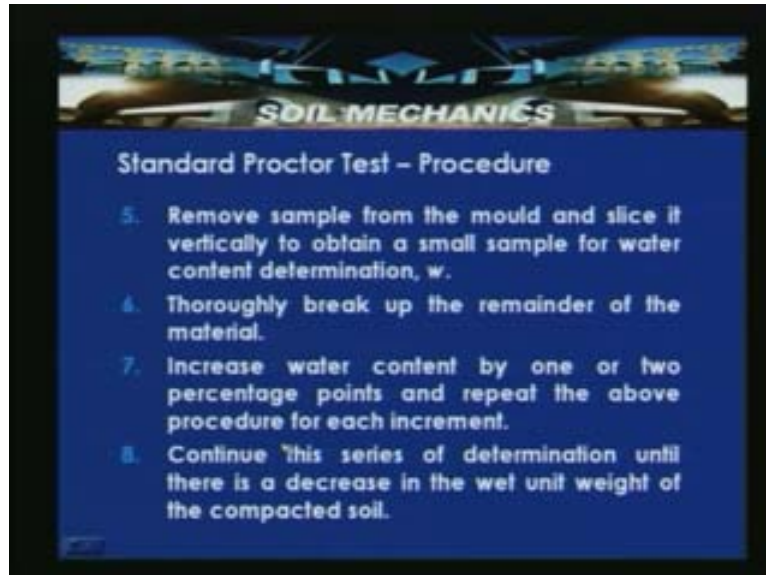 SOIL MECHANICS
Standard Proctor Test – Procedure
5. Remove sample from the mould and slice it
vertically to obtain a small sample for water
content determination, w.
6. Thoroughly break up the remainder of the
material.
7. Increase water content by one or two
percentage points and repeat the above
procedure for each increment.
8. Continue this series of determination until
there is a decrease in the wet unit weight of
the compacted soil.